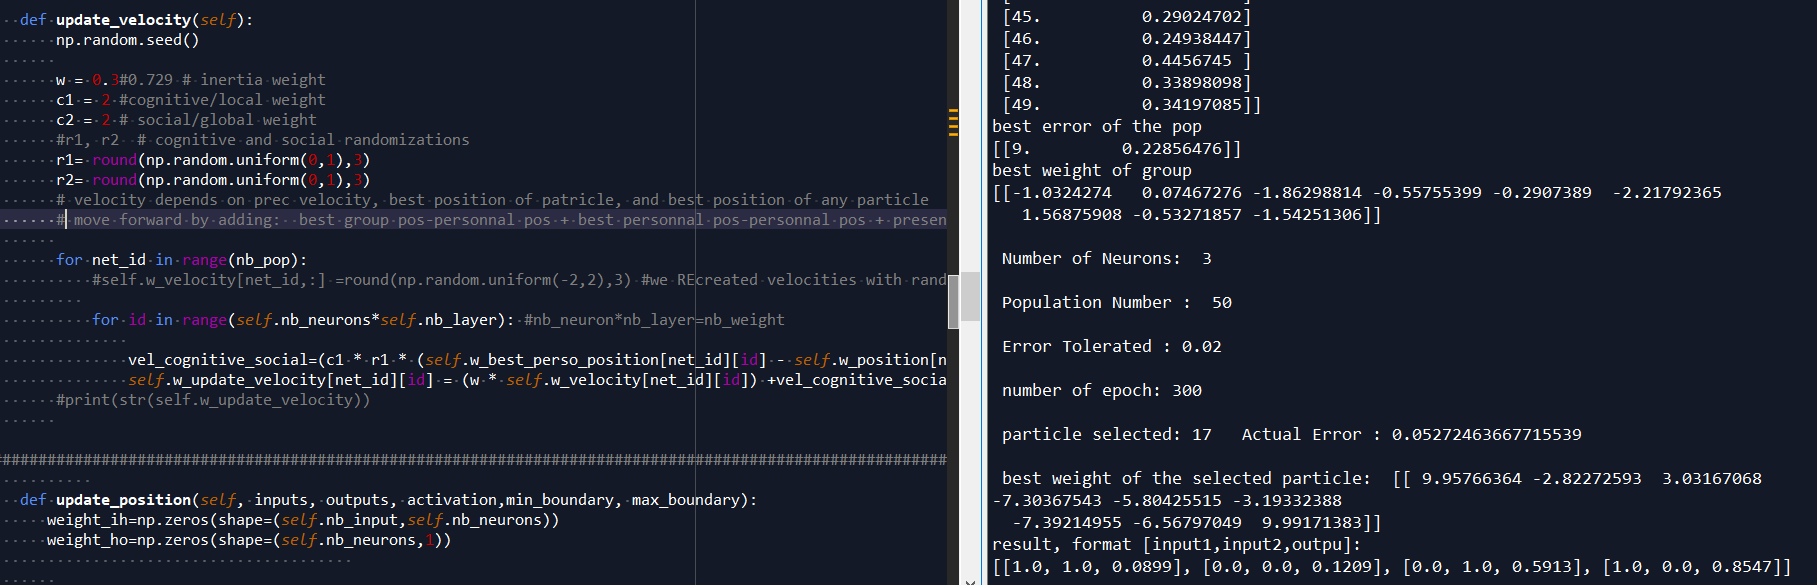 def update_velocity(self):
np.random.seed()
w = 0.3#0.729 # inertia weight
c1 = 2 #cognitive/local weight
c2 = 2 # social/global weight
#r1, r2 # cognitive and social randomizations
r1= round(np.random.uniform(0,1),3)
r2= round(np.random.uniform(0,1),3)
# velocity depends on prec velocity, best position of patricle, and best position of any particle
# move forward by adding: best group pos-personnal pos + best personnal pos-personnal pos + presen
for net_id in range(nb_pop):
#self.w_velocity[net_id,:] =round(np.random.uniform(-2,2),3) #we REcreated velocities with rand
for id in range(self.nb_neurons*self.nb_layer): #nb_neuron*nb_layer=nb_weight
vel_cognitive_social=(c1 * r1 * (self.w_best_perso_position[net_id][id] - self.w_position[n
self.w_update_velocity[net_id][id] = (w * self.w_velocity[net_id][id]) +vel_cognitive_socia
#print(str(self.w_update_velocity))
################################################################################################
def update_position(self, inputs, outputs, activation,min_boundary, max_boundary):
weight_ih=np.zeros(shape=(self.nb_input,self.nb_neurons))
weight_ho=np.zeros(shape=(self.nb_neurons,1))
[45. 0.29024702]
[46. 0.24938447]
[47. 0.4456745 ]
[48. 0.33898098]
[49. 0.34197085]]
best error of the pop
[[9. 0.22856476]]
best weight of group
[[-1.0324274 0.07467276 -1.86298814 -0.55755399 -0.2907389 -2.21792365
1.56875908 -0.53271857 -1.54251306]]
Number of Neurons: 3
Population Number : 50
Error Tolerated : 0.02
number of epoch: 300
particle selected: 17 Actual Error : 0.05272463667715539
best weight of the selected particle: [[ 9.95766364 -2.82272593 3.03167068
-7.30367543 -5.80425515 -3.19332388
-7.39214955 -6.56797049 9.99171383]]
result, format [input1,input2,outpu]:
[[1.0, 1.0, 0.0899], [0.0, 0.0, 0.1209], [0.0, 1.0, 0.5913], [1.0, 0.0, 0.8547]]